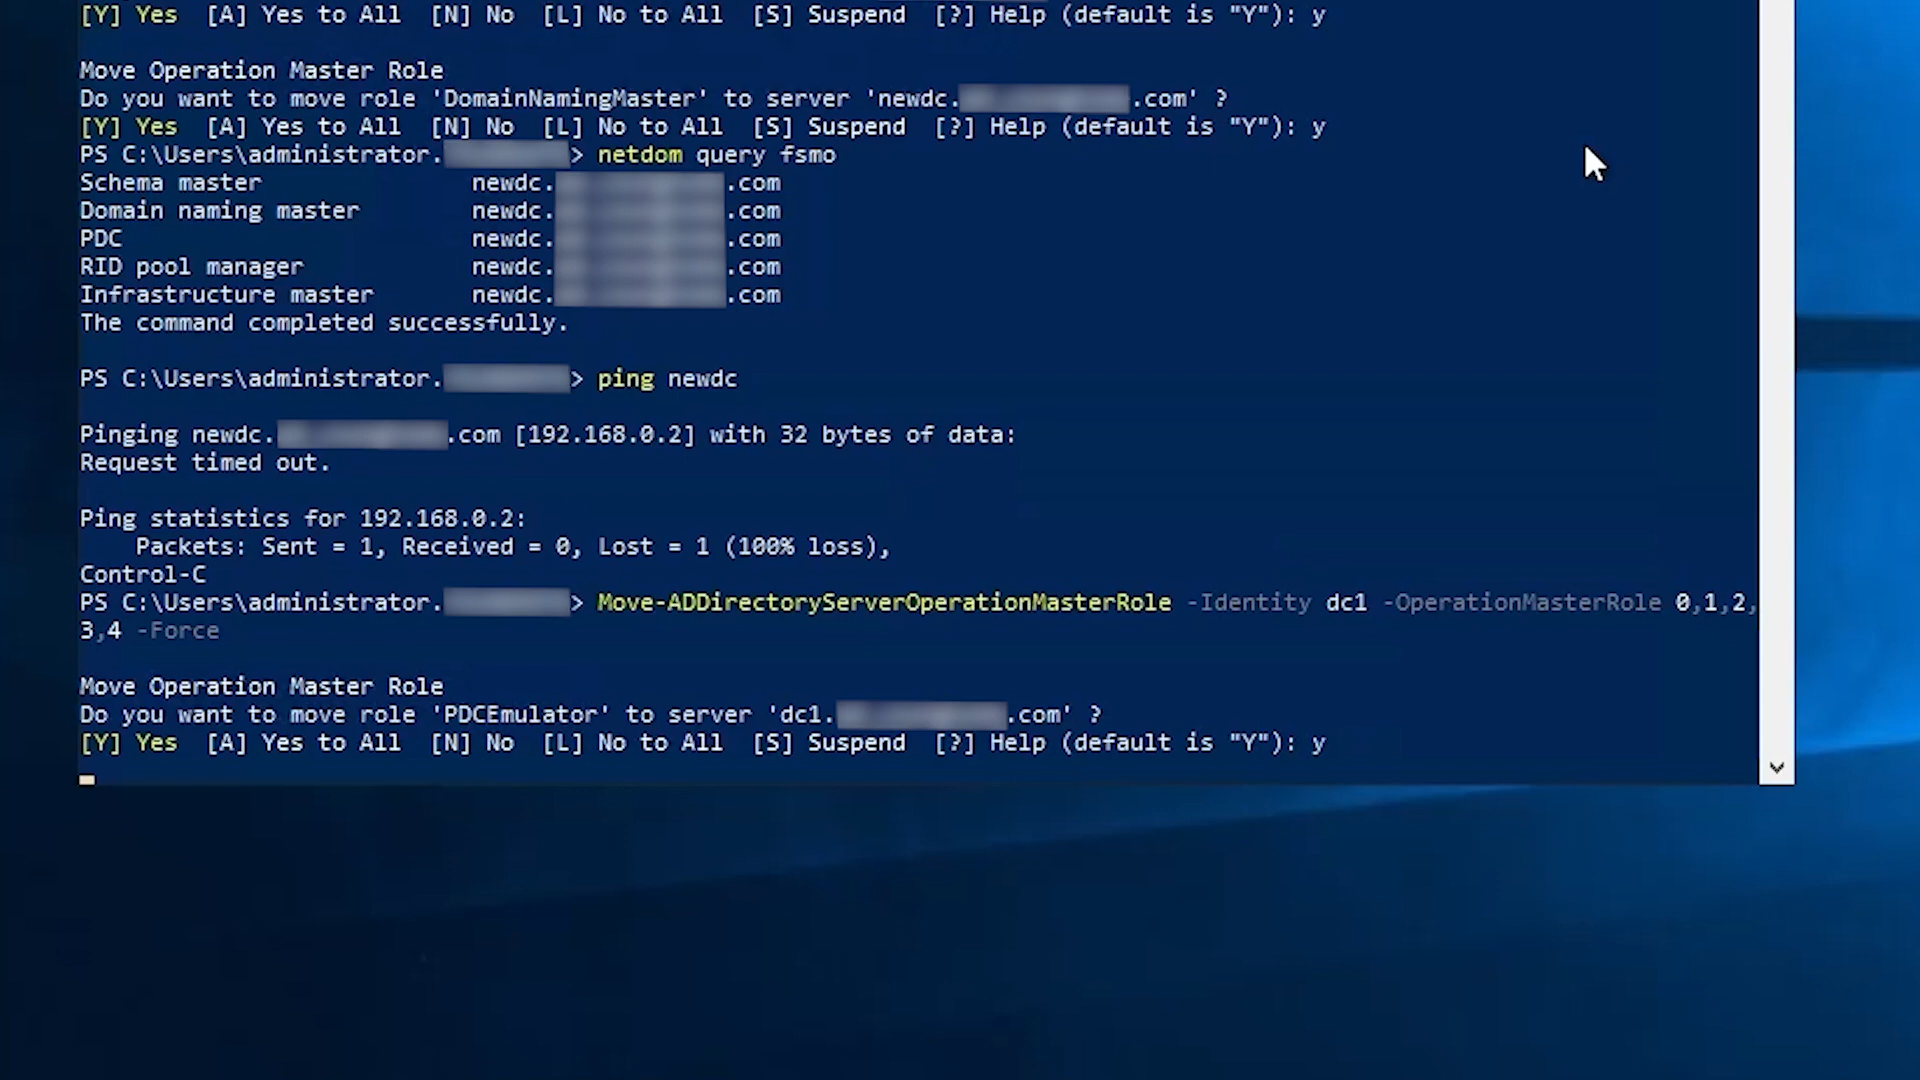 [Y] Yes  [A] Yes to All  [N] No  [L] No to All  [S] Suspend  [?] Help (default is "Y"): y
Move Operation Master Role
Do you want to move role 'DomainNamingMaster' to server 'newdc. .com' ?
[Y] Yes  [A] Yes to All  [N] No  [L] No to All  [S] Suspend  [?] Help (default is "Y"): y
PS C:\Users\administrator. > netdom query fsmo
Schema master               newdc. .com
Domain naming master        newdc. .com
PDC                         newdc. .com
RID pool manager            newdc. .com
Infrastructure master       newdc. .com
The command completed successfully.
PS C:\Users\administrator. > ping newdc
Pinging newdc. .com [192.168.0.2] with 32 bytes of data:
Request timed out.
Ping statistics for 192.168.0.2:
    Packets: Sent = 1, Received = 0, Lost = 1 (100% loss),
Control-C
PS C:\Users\administrator. > Move-ADDirectoryServerOperationMasterRole -Identity dc1 -OperationMasterRole 0,1,2,
3,4 -Force
Move Operation Master Role
Do you want to move role 'PDCEmulator' to server 'dc1. .com' ?
[Y] Yes  [A] Yes to All  [N] No  [L] No to All  [S] Suspend  [?] Help (default is "Y"): y